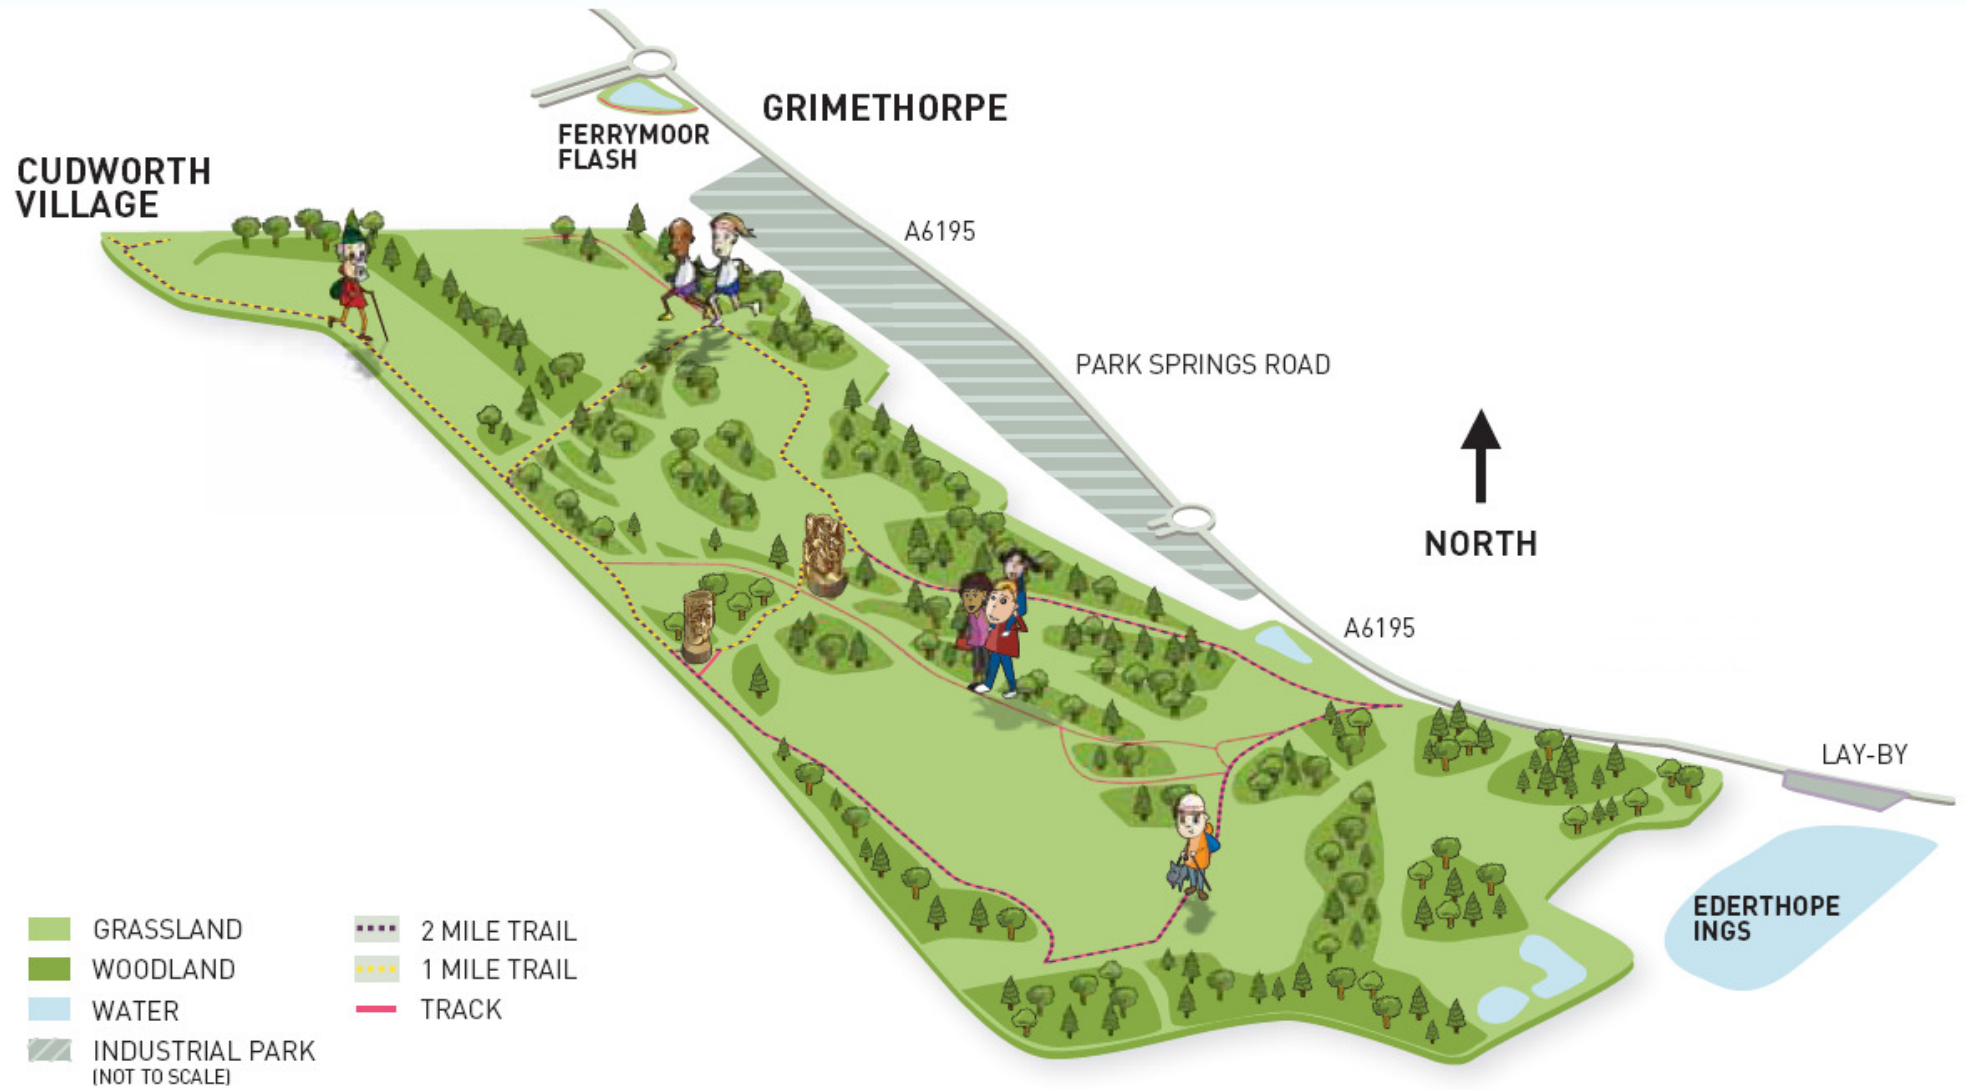 GRIMETHORPE
FERRYMOOR
FLASH
CUDWORTH
VILLAGE
A6195
PARK SPRINGS ROAD
NORTH
A6195
LAY-BY
EDERTHOPE
INGS
GRASSLAND
WOODLAND
WATER
INDUSTRIAL PARK
(NOT TO SCALE)
2 MILE TRAIL
1 MILE TRAIL
TRACK